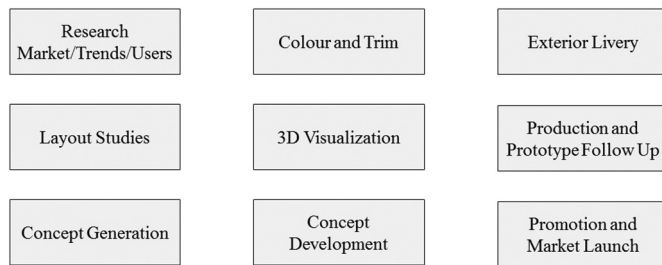 Research
Market/Trends/Users
Colour and Trim
Exterior Livery
Layout Studies
3D Visualization
Production and
Prototype Follow Up
Concept Generation
Concept
Development
Promotion and
Market Launch